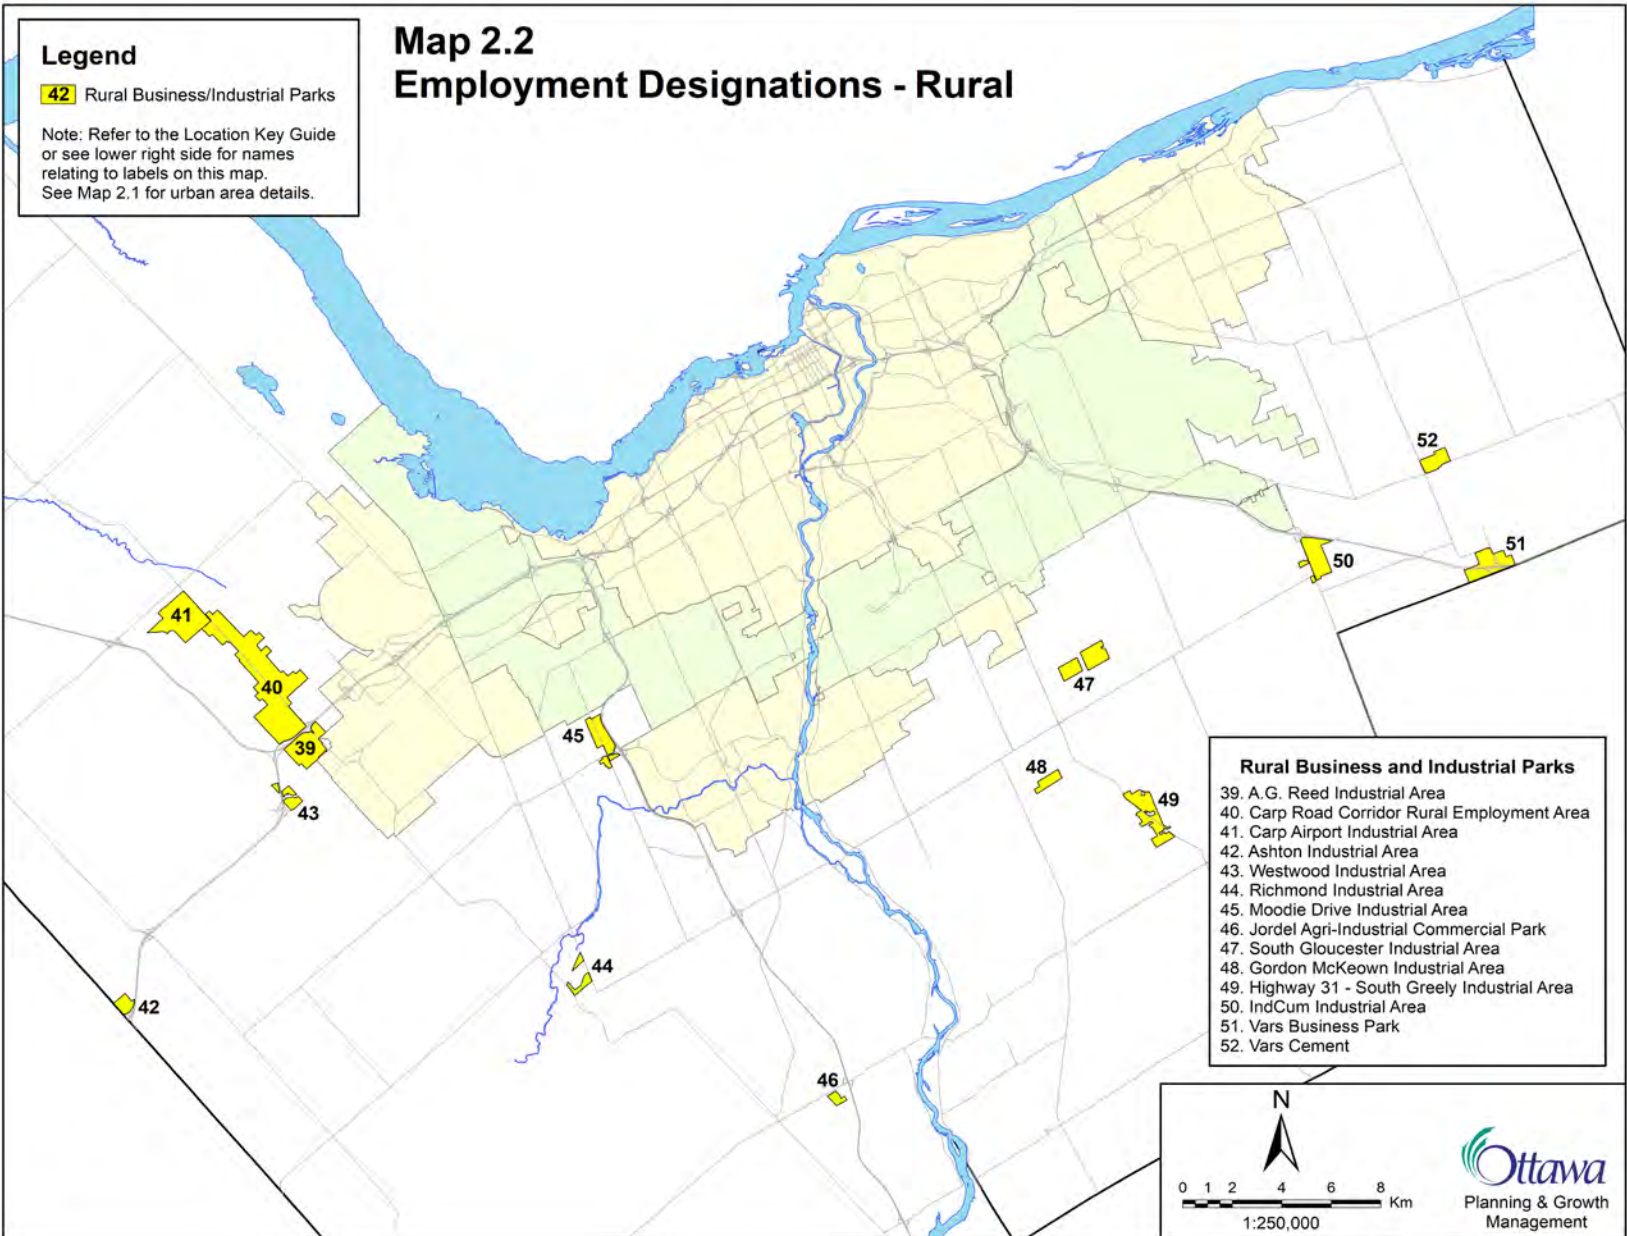 Map 2.2
Employment Designations - Rural
Legend
42 Rural Business/Industrial Parks
Note: Refer to the Location Key Guide
or see lower right side for names
relating to labels on this map.
See Map 2.1 for urban area details.
52
51
50
41
40
47
45
39
48
49
43
44
42
46
Rural Business and Industrial Parks
39. A.G. Reed Industrial Area
40. Carp Road Corridor Rural Employment Area
41. Carp Airport Industrial Area
42. Ashton Industrial Area
43. Westwood Industrial Area
44. Richmond Industrial Area
45. Moodie Drive Industrial Area
46. Jordel Agri-Industrial Commercial Park
47. South Gloucester Industrial Area
48. Gordon McKeown Industrial Area
49. Highway 31 - South Greely Industrial Area
50. IndCum Industrial Area
51. Vars Business Park
52. Vars Cement
N
0 1 2 4 6 8 Km
1:250,000
Ottawa
Planning & Growth
Management